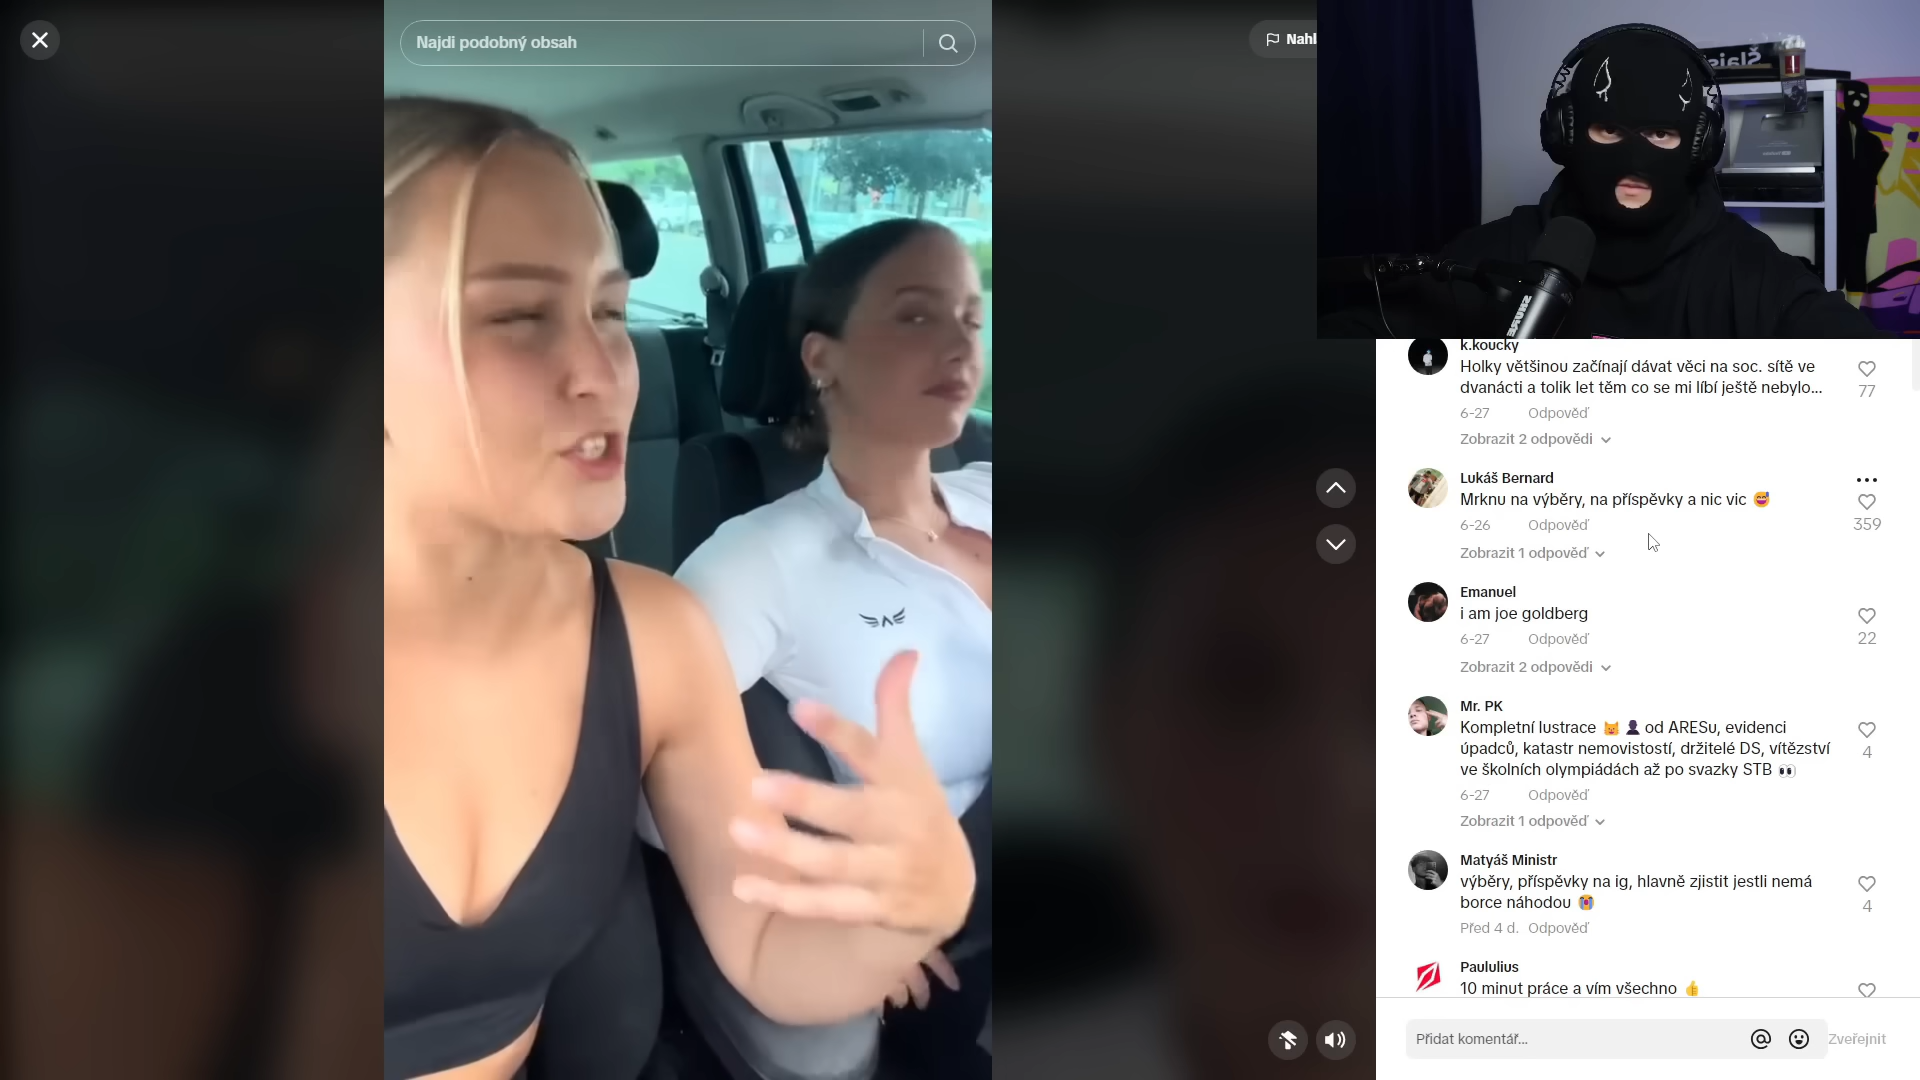 Najdi podobný obsah
Nahl
Šlais
SHURE
k.koucky
Holky většinou začínají dávat věci na soc. sítě ve
dvanácti a tolik let těm co se mi líbí ještě nebylo...
77
6-27 Odpověď
Zobrazit 2 odpovědi
Lukáš Bernard
Mrknu na výběry, na příspěvky a nic vic 😅
359
6-26 Odpověď
Zobrazit 1 odpověď
Emanuel
i am joe goldberg
22
6-27 Odpověď
Zobrazit 2 odpovědi
Mr. PK
Kompletní lustrace 😼 👤 od ARESu, evidenci
úpadců, katastr nemovistostí, držitelé DS, vítězství
ve školních olympiádách až po svazky STB 👀
4
6-27 Odpověď
Zobrazit 1 odpověď
Matyáš Ministr
výběry, příspěvky na ig, hlavně zjistit jestli nemá
borce náhodou 😭
4
Před 4 d. Odpověď
Paululius
10 minut práce a vím všechno 👍
Přidat komentář...
Zveřejnit